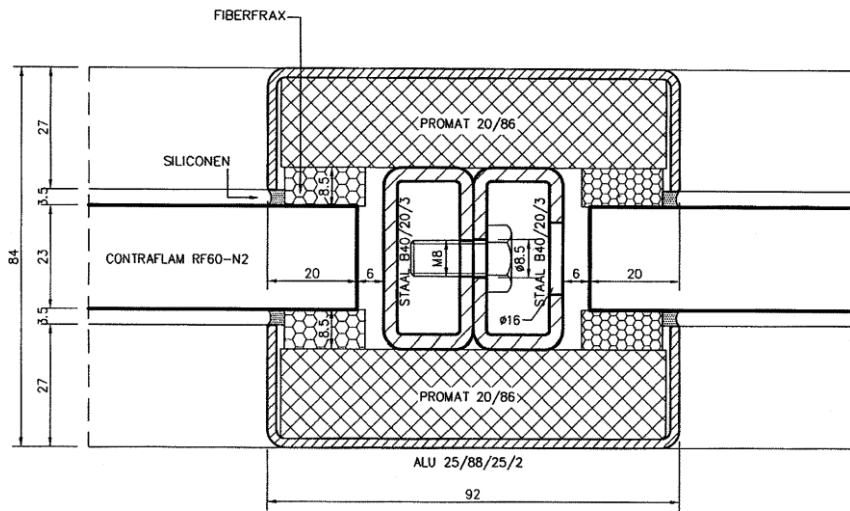 FIBERFRAX
27
PROMAT 20/86
SILICONEN
8.5
3.5
84
23
CONTRAFLAM RF60-N2
20
6
STAAL B40/20/3
M8
ø8.5
STAAL B40/20/3
6
20
ø16
3.5
8.5
27
PROMAT 20/86
ALU 25/88/25/2
92